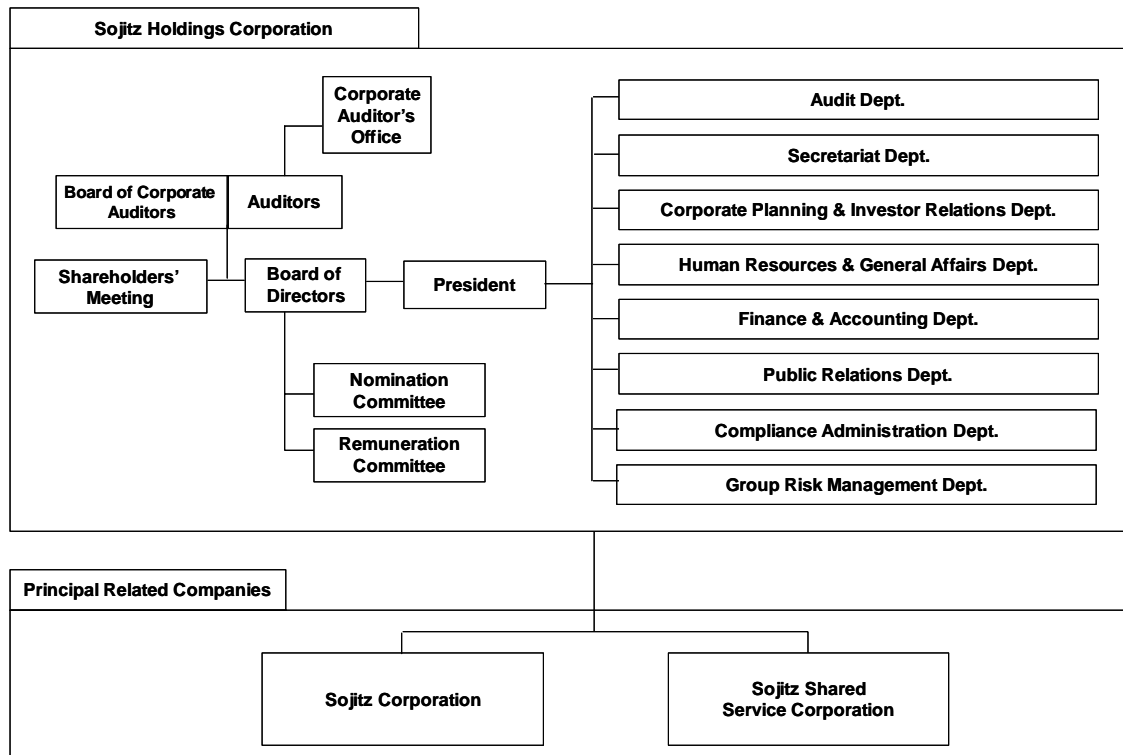 Sojitz Holdings Corporation
Corporate
Auditor's
Office
Board of Corporate
Auditors
Auditors
Shareholders'
Meeting
Board of
Directors
President
Nomination
Committee
Remuneration
Committee
Audit Dept.
Secretariat Dept.
Corporate Planning & Investor Relations Dept.
Human Resources & General Affairs Dept.
Finance & Accounting Dept.
Public Relations Dept.
Compliance Administration Dept.
Group Risk Management Dept.
Principal Related Companies
Sojitz Corporation
Sojitz Shared
Service Corporation